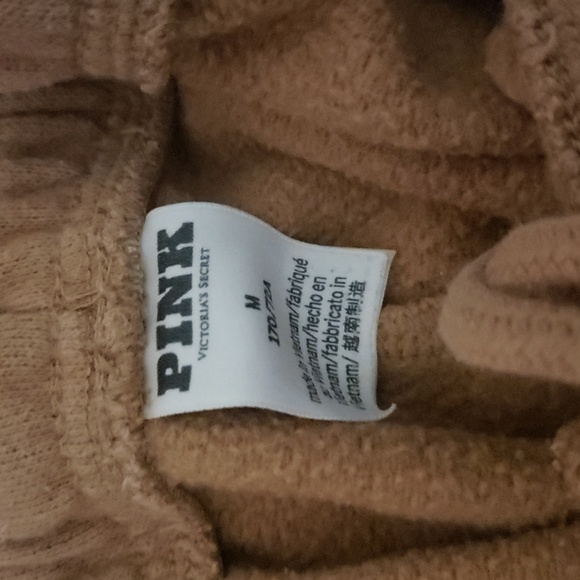 PINK
VICTORIA'S SECRET
M
170/72A
made in vietnam/fabriqué
au vietnam/hecho en
vietnam/fabbricato in
vietnam/ 越南制造